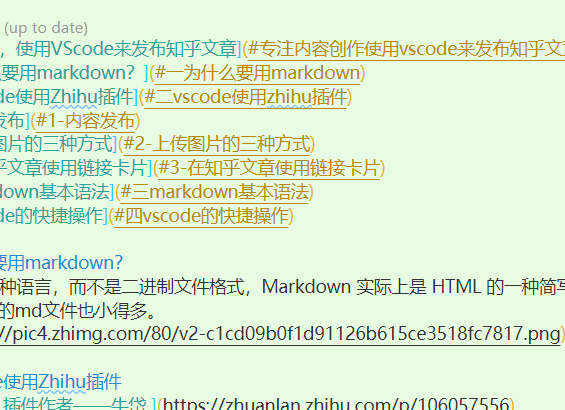 (up to date)
，使用VScode来发布知乎文章](#专注内容创作使用vscode来发布知乎文章
要用markdown？](#一为什么要用markdown)
de使用Zhihu插件](#二vscode使用zhihu插件)
发布](#1-内容发布)
图片的三种方式](#2-上传图片的三种方式)
乎文章使用链接卡片](#3-在知乎文章使用链接卡片)
down基本语法](#三markdown基本语法)
de的快捷操作](#四vscode的快捷操作)
要用markdown?
种语言，而不是二进制文件格式，Markdown 实际上是 HTML 的一种简写
的md文件也小得多。
//pic4.zhimg.com/80/v2-c1cd09b0f1d91126b615ce3518fc7817.png)
e使用Zhihu插件
插件作者——牛岱 ](https://zhuanlan.zhihu.com/p/106057556)